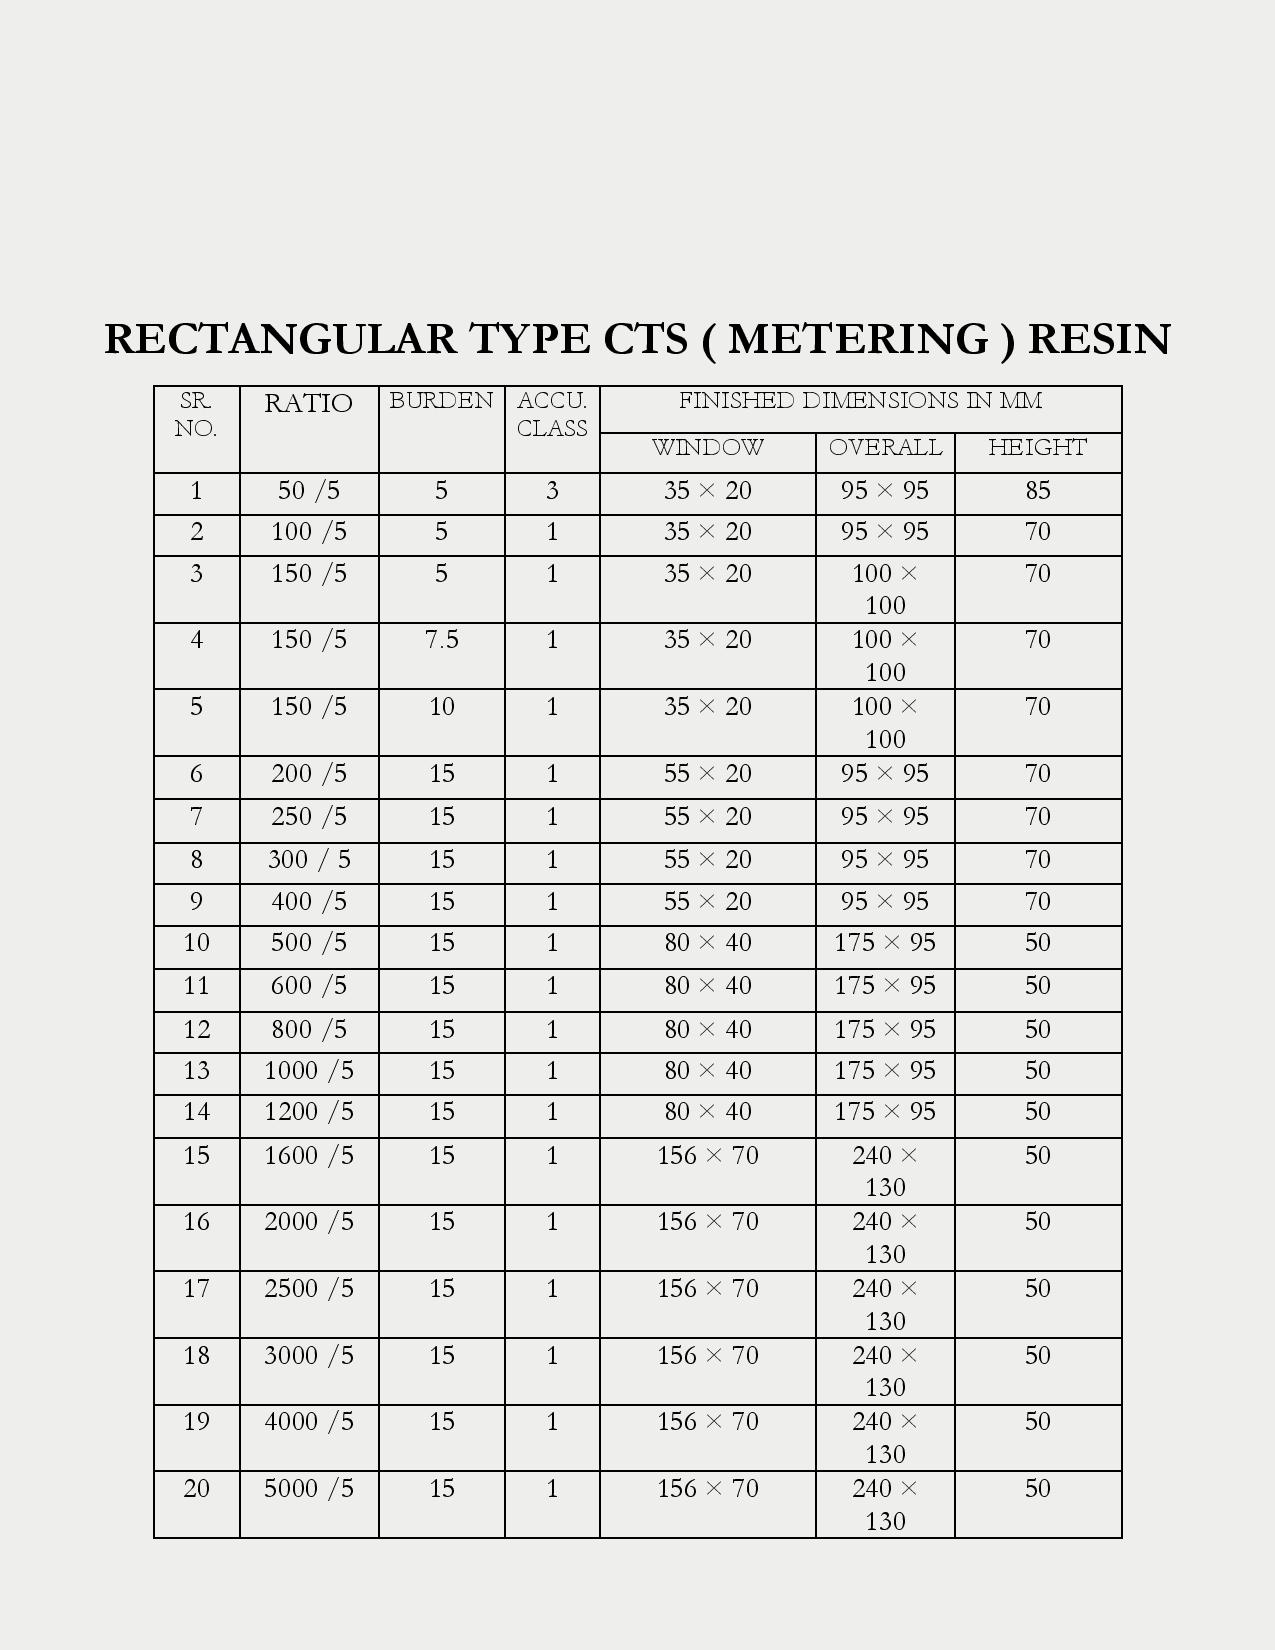 RECTANGULAR TYPE CTS ( METERING ) RESIN
SR. NO. RATIO BURDEN ACCU. CLASS FINISHED DIMENSIONS IN MM
WINDOW OVERALL HEIGHT
1 50 /5 5 3 35 × 20 95 × 95 85
2 100 /5 5 1 35 × 20 95 × 95 70
3 150 /5 5 1 35 × 20 100 × 100 70
4 150 /5 7.5 1 35 × 20 100 × 100 70
5 150 /5 10 1 35 × 20 100 × 100 70
6 200 /5 15 1 55 × 20 95 × 95 70
7 250 /5 15 1 55 × 20 95 × 95 70
8 300 / 5 15 1 55 × 20 95 × 95 70
9 400 /5 15 1 55 × 20 95 × 95 70
10 500 /5 15 1 80 × 40 175 × 95 50
11 600 /5 15 1 80 × 40 175 × 95 50
12 800 /5 15 1 80 × 40 175 × 95 50
13 1000 /5 15 1 80 × 40 175 × 95 50
14 1200 /5 15 1 80 × 40 175 × 95 50
15 1600 /5 15 1 156 × 70 240 × 130 50
16 2000 /5 15 1 156 × 70 240 × 130 50
17 2500 /5 15 1 156 × 70 240 × 130 50
18 3000 /5 15 1 156 × 70 240 × 130 50
19 4000 /5 15 1 156 × 70 240 × 130 50
20 5000 /5 15 1 156 × 70 240 × 130 50